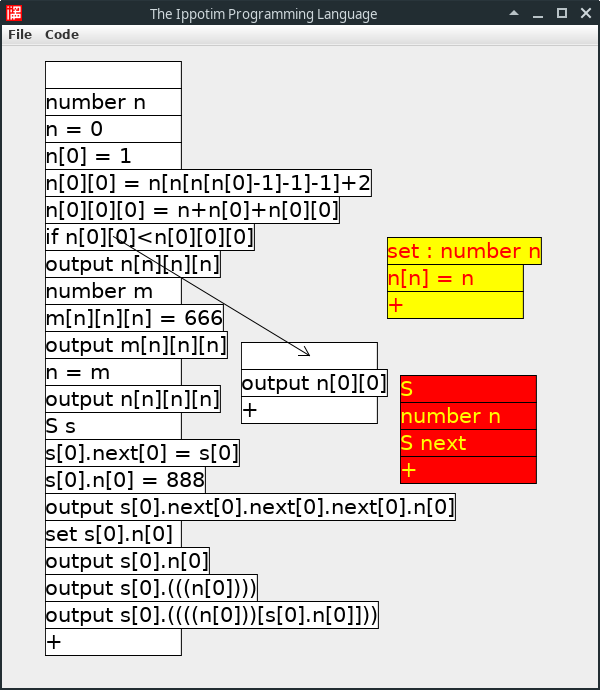 The Ippotim Programming Language
File Code
number n
n = 0
n[0] = 1
n[0][0] = n[n[n[n[0]-1]-1]-1]+2
n[0][0][0] = n+n[0]+n[0][0]
if n[0][0]<n[0][0][0]
output n[n][n][n]
number m
m[n][n][n] = 666
output m[n][n][n]
n = m
output n[n][n][n]
S s
s[0].next[0] = s[0]
s[0].n[0] = 888
output s[0].next[0].next[0].next[0].n[0]
set s[0].n[0]
output s[0].n[0]
output s[0].(((n[0])))
output s[0].((((n[0]))[s[0].n[0]]))
+
output n[0][0]
+
set : number n
n[n] = n
+
S
number n
S next
+